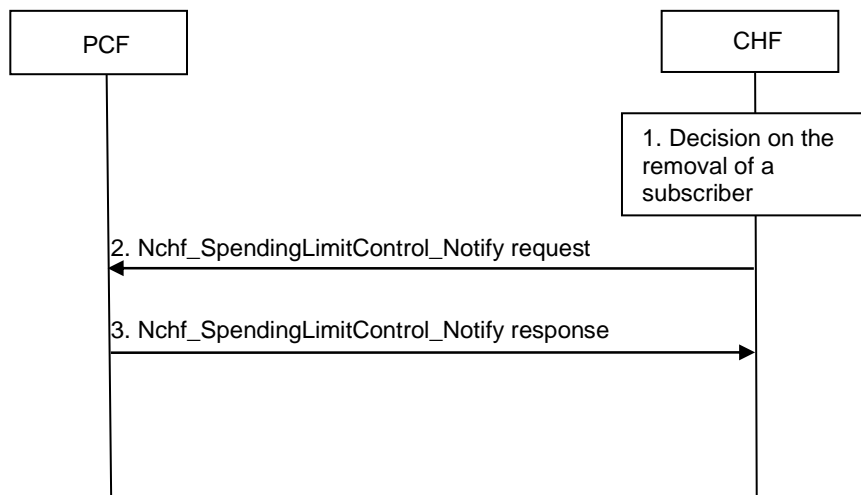 PCF
CHF
1. Decision on the
removal of a
subscriber
2. Nchf_SpendingLimitControl_Notify request
3. Nchf_SpendingLimitControl_Notify response